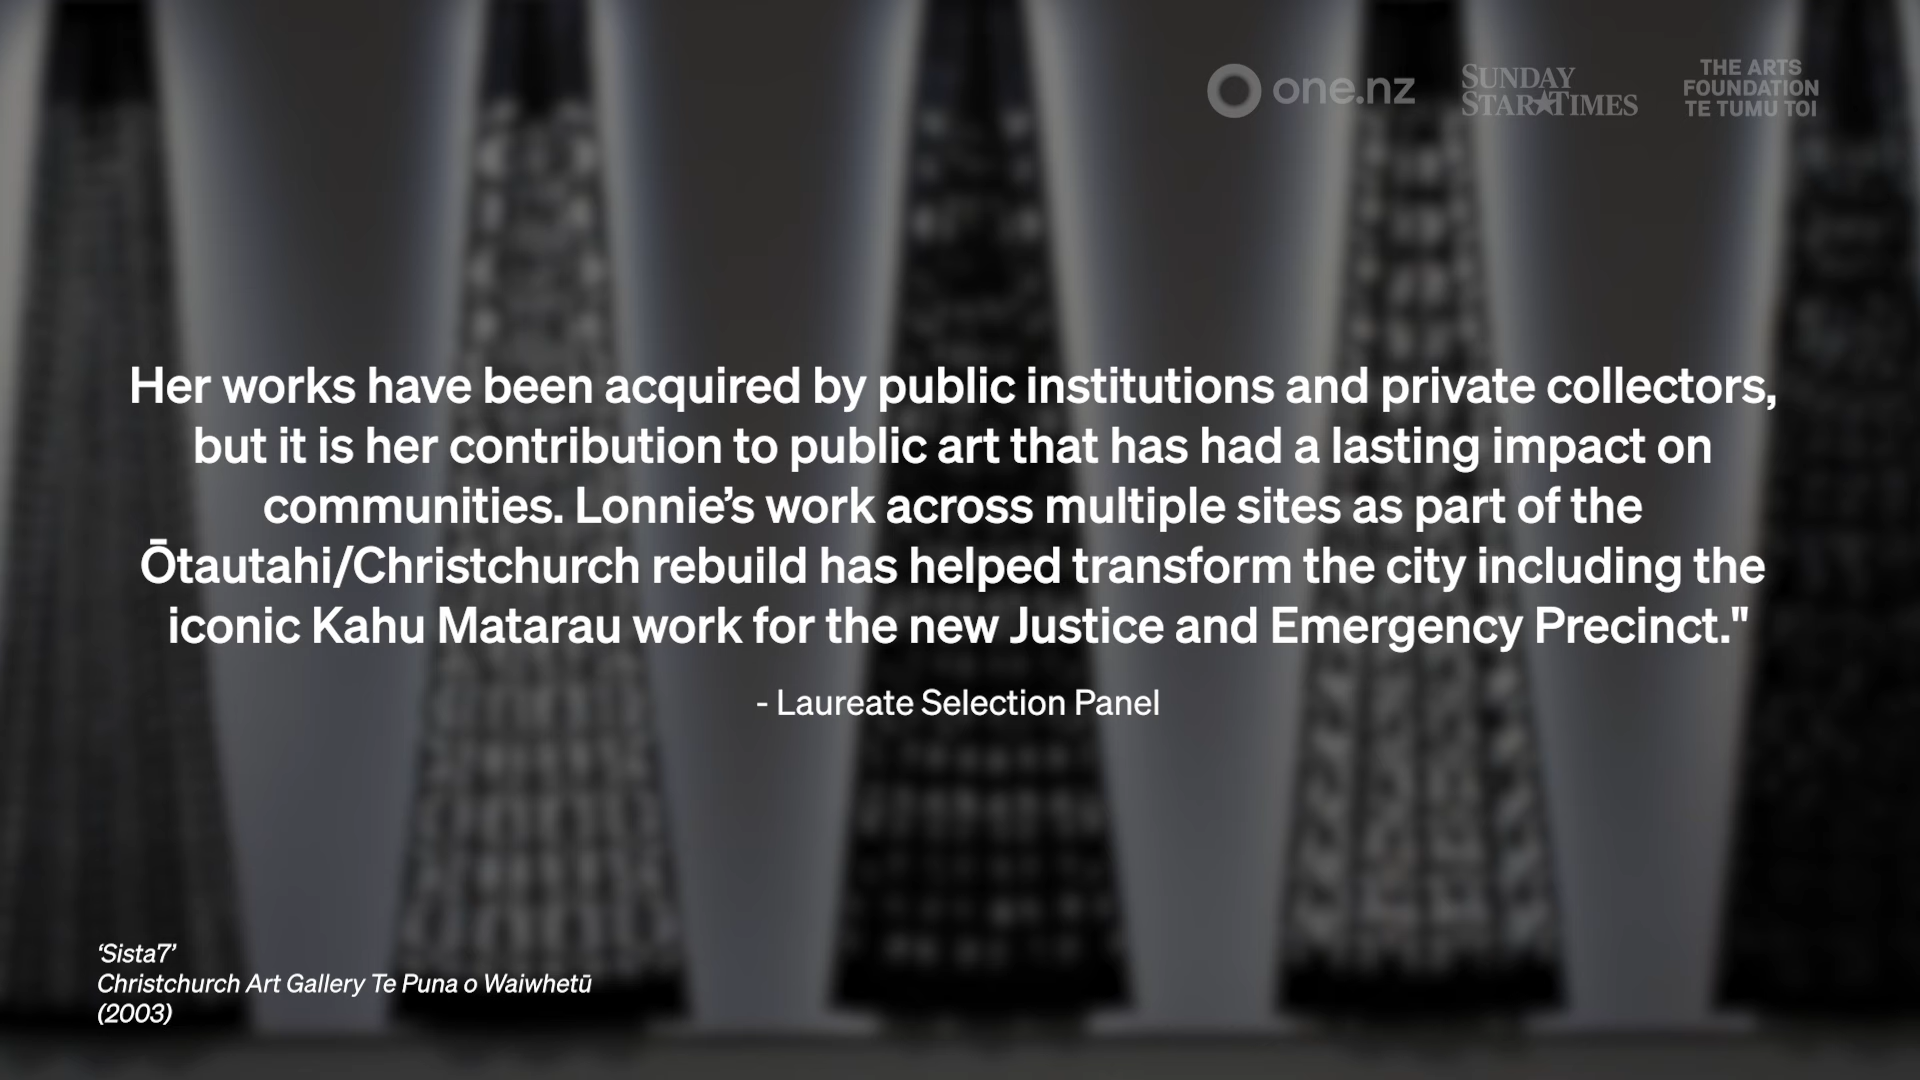 one.nz
SUNDAY
STAR★TIMES
THE ARTS
FOUNDATION
TE TUMU TOI
Her works have been acquired by public institutions and private collectors,
but it is her contribution to public art that has had a lasting impact on
communities. Lonnie’s work across multiple sites as part of the
Ōtautahi/Christchurch rebuild has helped transform the city including the
iconic Kahu Matarau work for the new Justice and Emergency Precinct."
- Laureate Selection Panel
‘Sista7’
Christchurch Art Gallery Te Puna o Waiwhetū
(2003)